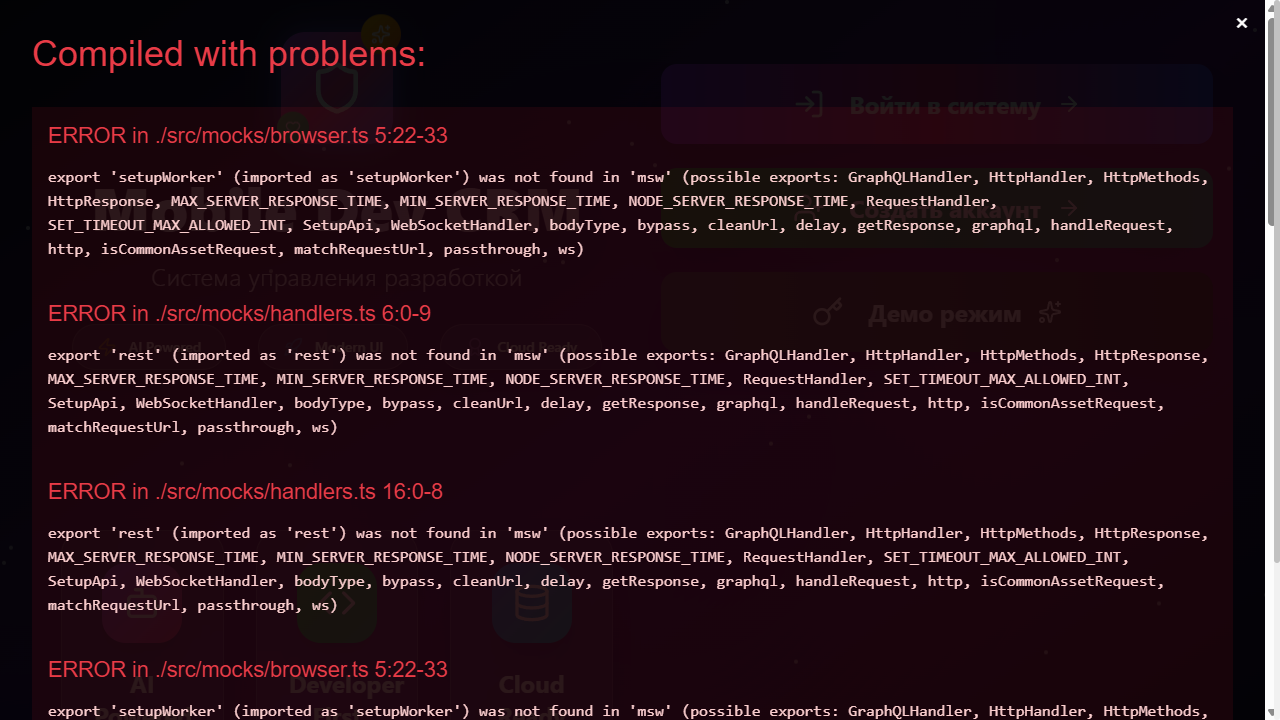 Compiled with problems:
×
Войти в систему
ERROR in ./src/mocks/browser.ts 5:22-33
export 'setupWorker' (imported as 'setupWorker') was not found in 'msw' (possible exports: GraphQLHandler, HttpHandler, HttpMethods,
HttpResponse, MAX_SERVER_RESPONSE_TIME, MIN_SERVER_RESPONSE_TIME, NODE_SERVER_RESPONSE_TIME, RequestHandler,
SET_TIMEOUT_MAX_ALLOWED_INT, SetupApi, WebSocketHandler, bodyType, bypass, cleanUrl, delay, getResponse, graphql, handleRequest,
http, isCommonAssetRequest, matchRequestUrl, passthrough, ws)
Mobile Dev CRM
Создать аккаунт
Система управления разработкой
ERROR in ./src/mocks/handlers.ts 6:0-9
Демо режим
AI Powered
Modern UI
Cloud Ready
export 'rest' (imported as 'rest') was not found in 'msw' (possible exports: GraphQLHandler, HttpHandler, HttpMethods, HttpResponse,
MAX_SERVER_RESPONSE_TIME, MIN_SERVER_RESPONSE_TIME, NODE_SERVER_RESPONSE_TIME, RequestHandler, SET_TIMEOUT_MAX_ALLOWED_INT,
SetupApi, WebSocketHandler, bodyType, bypass, cleanUrl, delay, getResponse, graphql, handleRequest, http, isCommonAssetRequest,
matchRequestUrl, passthrough, ws)
ERROR in ./src/mocks/handlers.ts 16:0-8
export 'rest' (imported as 'rest') was not found in 'msw' (possible exports: GraphQLHandler, HttpHandler, HttpMethods, HttpResponse,
MAX_SERVER_RESPONSE_TIME, MIN_SERVER_RESPONSE_TIME, NODE_SERVER_RESPONSE_TIME, RequestHandler, SET_TIMEOUT_MAX_ALLOWED_INT,
SetupApi, WebSocketHandler, bodyType, bypass, cleanUrl, delay, getResponse, graphql, handleRequest, http, isCommonAssetRequest,
matchRequestUrl, passthrough, ws)
ERROR in ./src/mocks/browser.ts 5:22-33
AI
Developer
Cloud
export 'setupWorker' (imported as 'setupWorker') was not found in 'msw' (possible exports: GraphQLHandler, HttpHandler, HttpMethods,